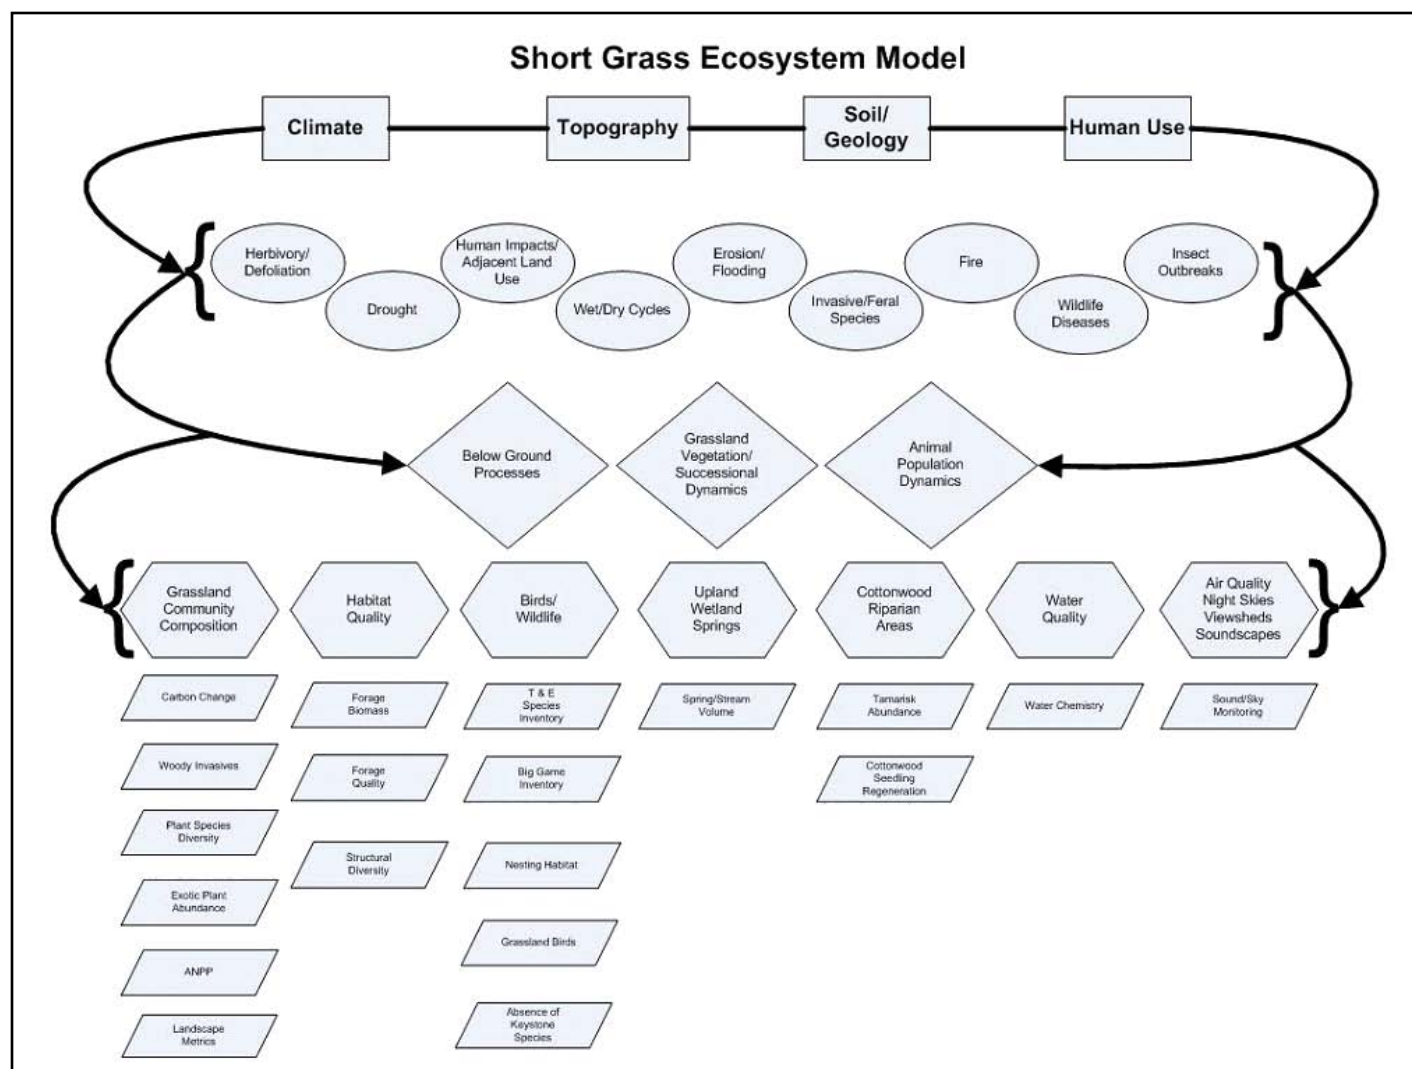 Short Grass Ecosystem Model
Climate
Topography
Soil/
Geology
Human Use
Herbivory/
Defoliation
Drought
Human Impacts/
Adjacent Land
Use
Wet/Dry Cycles
Erosion/
Flooding
Invasive/Feral
Species
Fire
Wildlife
Diseases
Insect
Outbreaks
Below Ground
Processes
Grassland
Vegetation/
Successional
Dynamics
Animal
Population
Dynamics
Grassland
Community
Composition
Habitat
Quality
Birds/
Wildlife
Upland
Wetland
Springs
Cottonwood
Riparian
Areas
Water
Quality
Air Quality
Night Skies
Viewsheds
Soundscapes
Carbon Change
Forage
Biomass
T & E
Species
Inventory
Spring/Stream
Volume
Tamarisk
Abundance
Water Chemistry
Sound/Sky
Monitoring
Woody Invasives
Forage
Quality
Big Game
Inventory
Cottonwood
Seedling
Regeneration
Plant Species
Diversity
Structural
Diversity
Nesting Habitat
Exotic Plant
Abundance
Grassland Birds
ANPP
Landscape
Metrics
Absence of
Keystone
Species